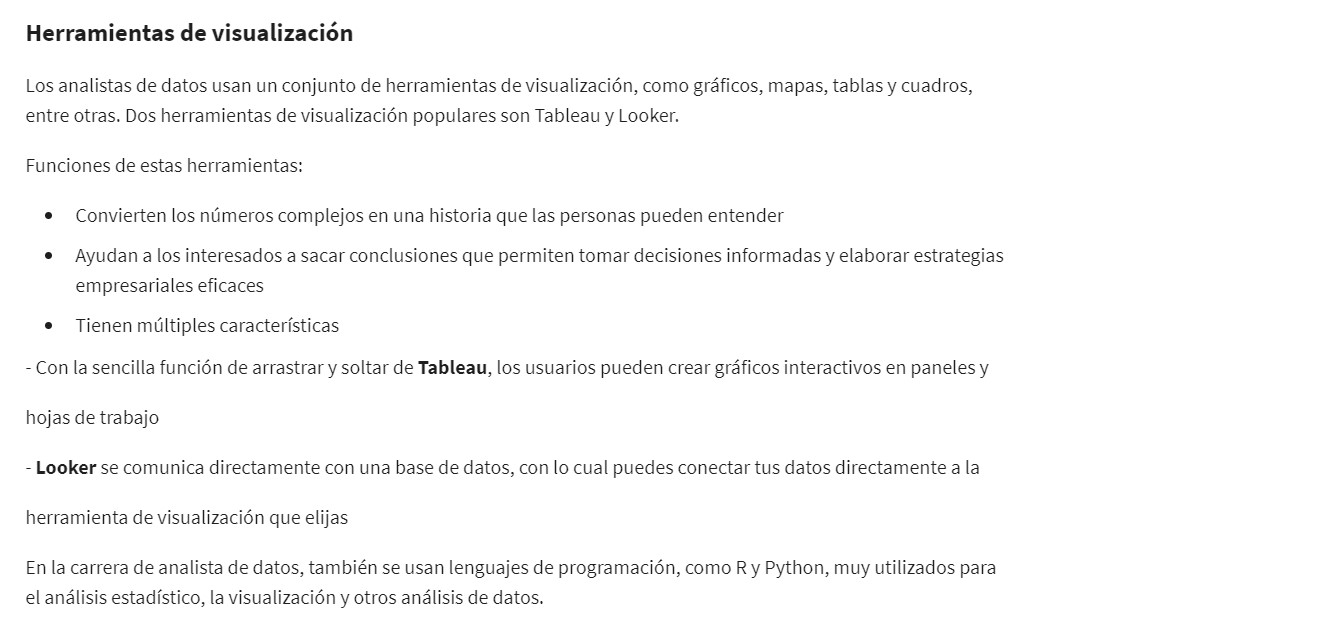 Herramientas de visualización
Los analistas de datos usan un conjunto de herramientas de visualización, como gráficos, mapas, tablas y cuadros,
entre otras. Dos herramientas de visualización populares son Tableau y Looker.
Funciones de estas herramientas:
• Convierten los números complejos en una historia que las personas pueden entender
• Ayudan a los interesados a sacar conclusiones que permiten tomar decisiones informadas y elaborar estrategias
empresariales eficaces
• Tienen múltiples características
- Con la sencilla función de arrastrar y soltar de Tableau, los usuarios pueden crear gráficos interactivos en paneles y
hojas de trabajo
- Looker se comunica directamente con una base de datos, con lo cual puedes conectar tus datos directamente a la
herramienta de visualización que elijas
En la carrera de analista de datos, también se usan lenguajes de programación, como R y Python, muy utilizados para
el análisis estadístico, la visualización y otros análisis de datos.